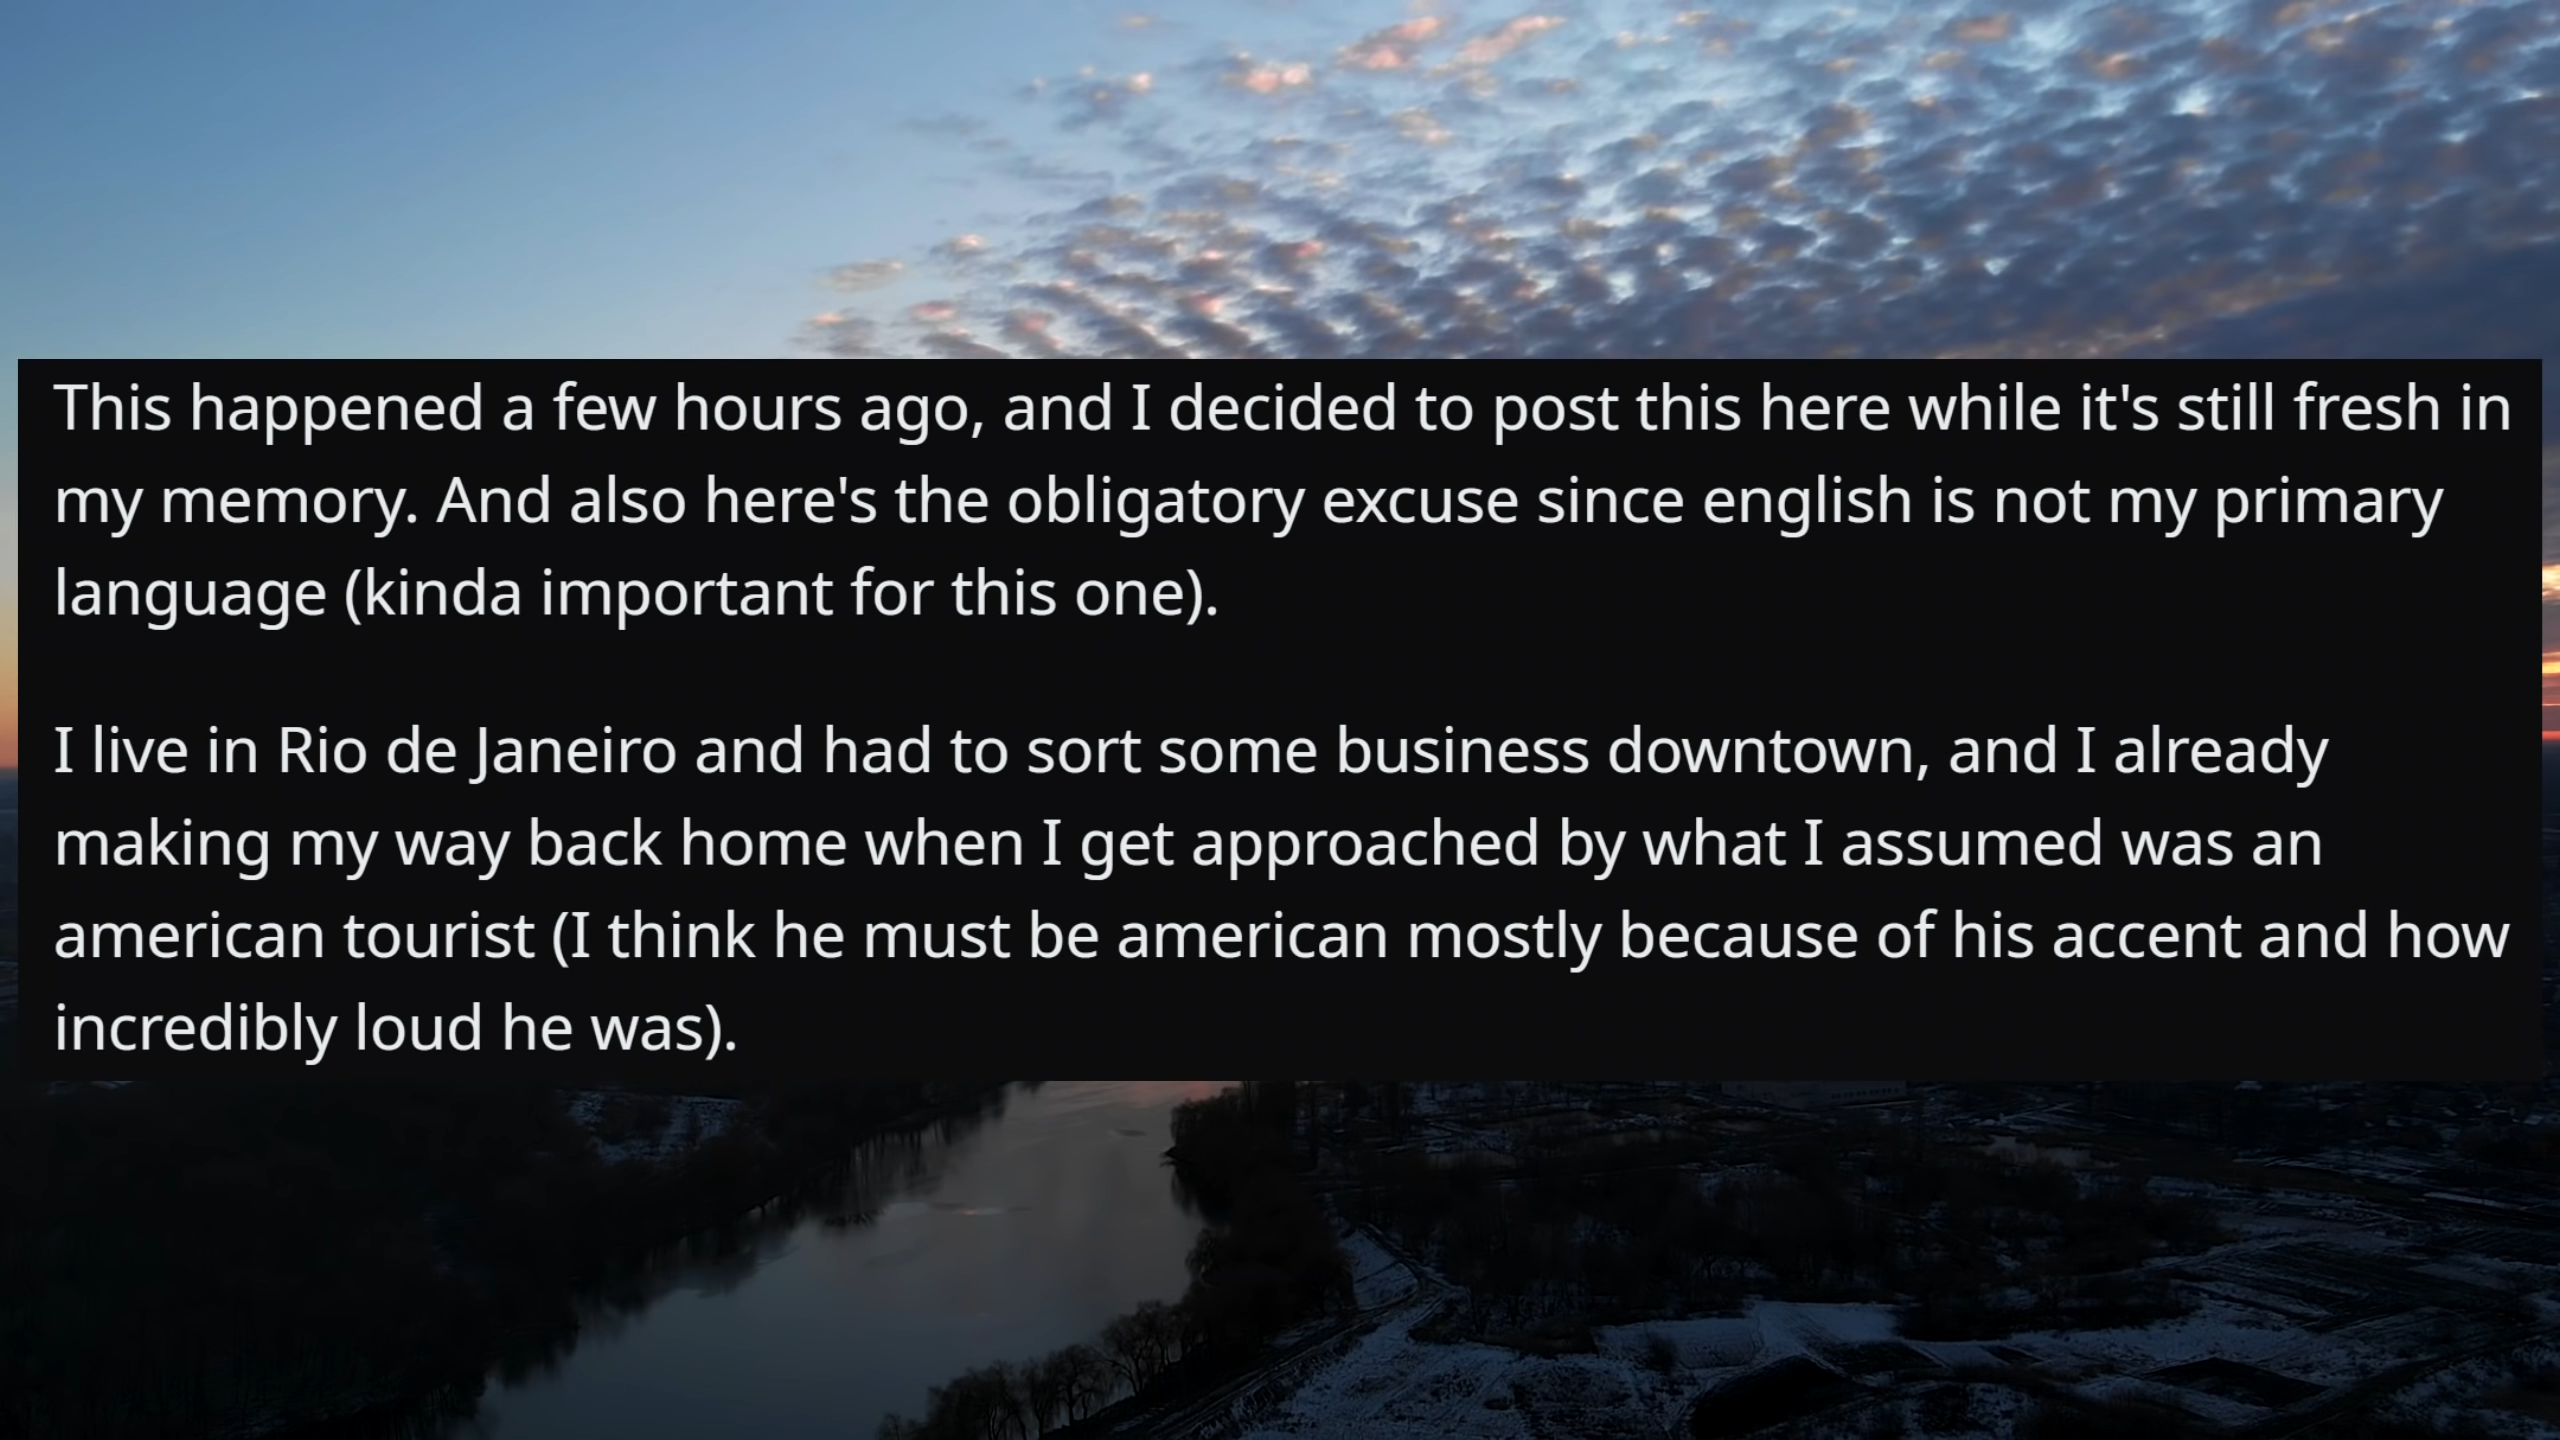 This happened a few hours ago, and I decided to post this here while it's still fresh in
my memory. And also here's the obligatory excuse since english is not my primary
language (kinda important for this one).
I live in Rio de Janeiro and had to sort some business downtown, and I already
making my way back home when I get approached by what I assumed was an
american tourist (I think he must be american mostly because of his accent and how
incredibly loud he was).